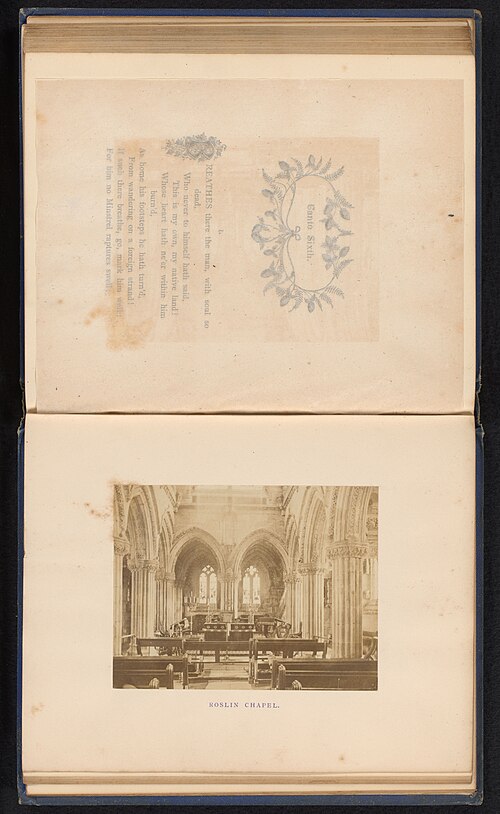 Canto Sixth.
I.
BREATHES there the man, with soul so
dead,
Who never to himself hath said,
This is my own, my native land!
Whose heart hath ne'er within him
burn'd,
As home his footsteps he hath turn'd,
From wandering on a foreign strand!
If such there breathe, go, mark him well;
For him no Minstrel raptures swell;
ROSLIN CHAPEL.